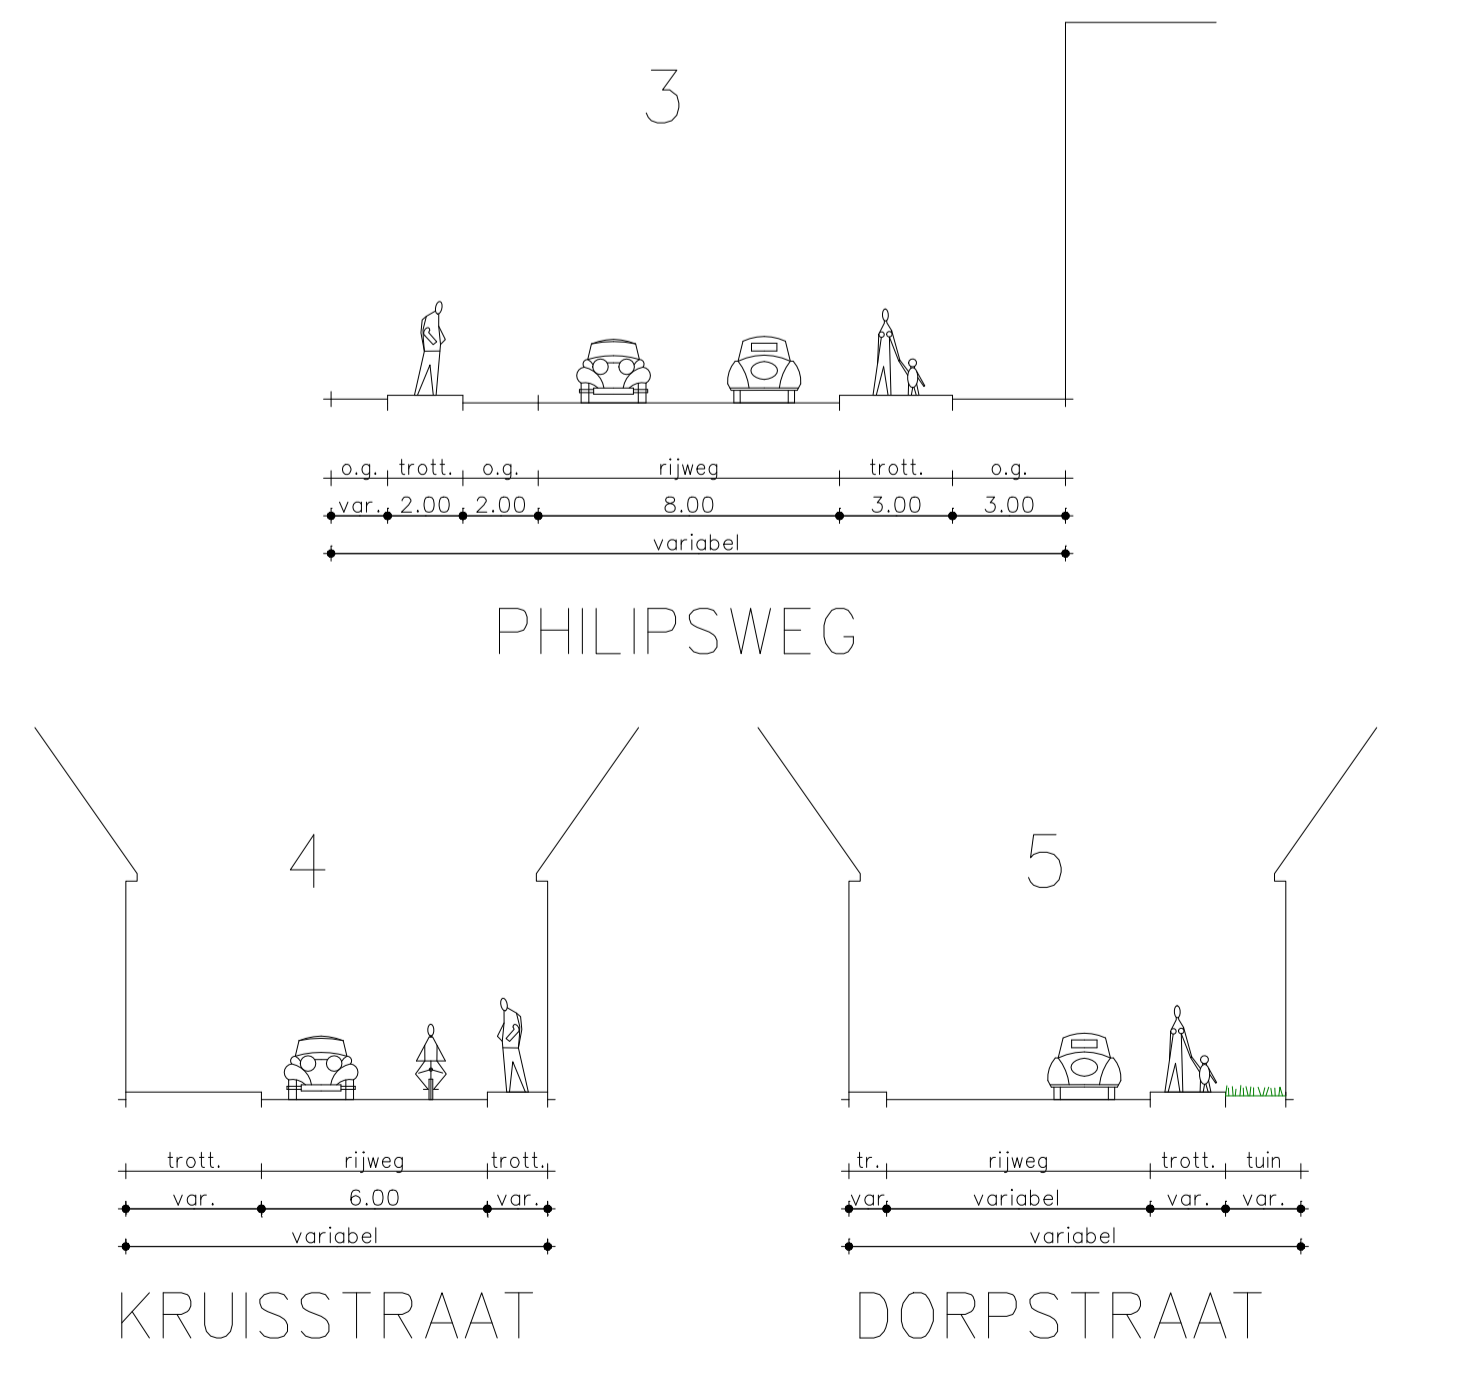 3
o.g. trott. o.g. rijweg trott. o.g.
var. 2.00 2.00 8.00 3.00 3.00
variabel
PHILIPSWEG
4
trott. rijweg trott.
var. 6.00 var.
variabel
KRUISSTRAAT
5
tr. rijweg trott. tuin
var. variabel var. var.
variabel
DORPSTRAAT